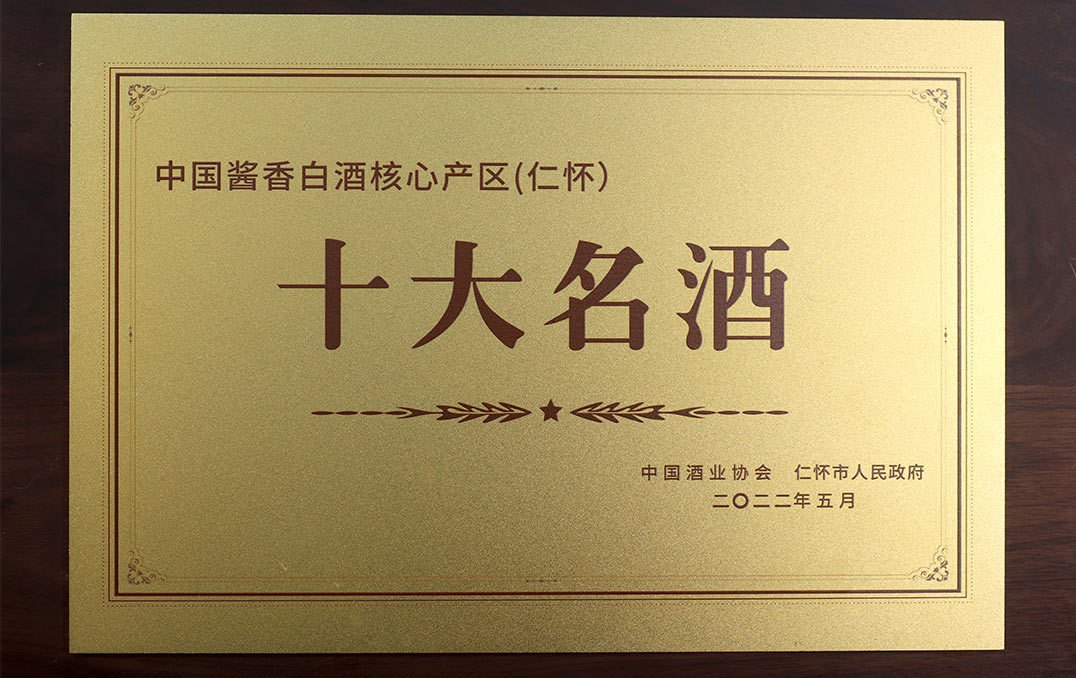 中国酱香白酒核心产区(仁怀）
十大名酒
中国酒业协会 仁怀市人民政府
二〇二二年五月